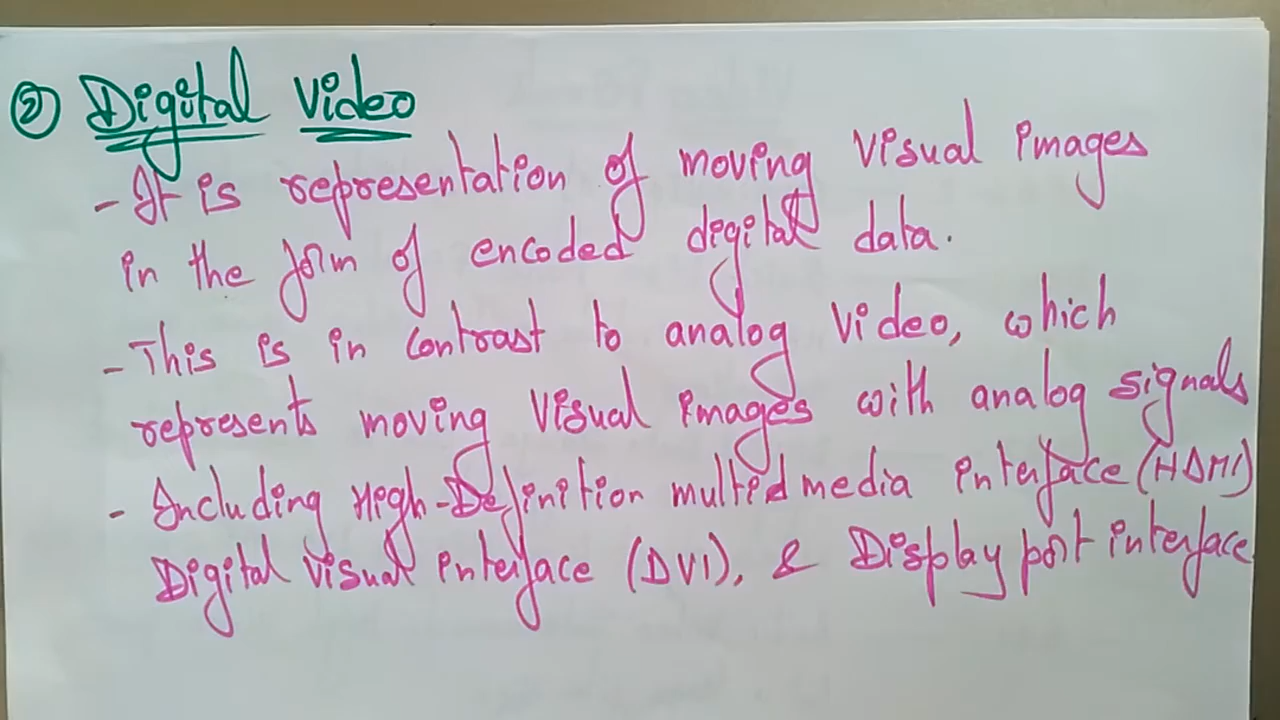 ② Digital Video
- It is representation of moving visual images
in the form of encoded digital data.
- This is in contrast to analog video, which
represents moving visual images with analog signals
- Including High-Definition multidmedia interface (HDMI)
Digital visual interface (DVI), & Display port interface